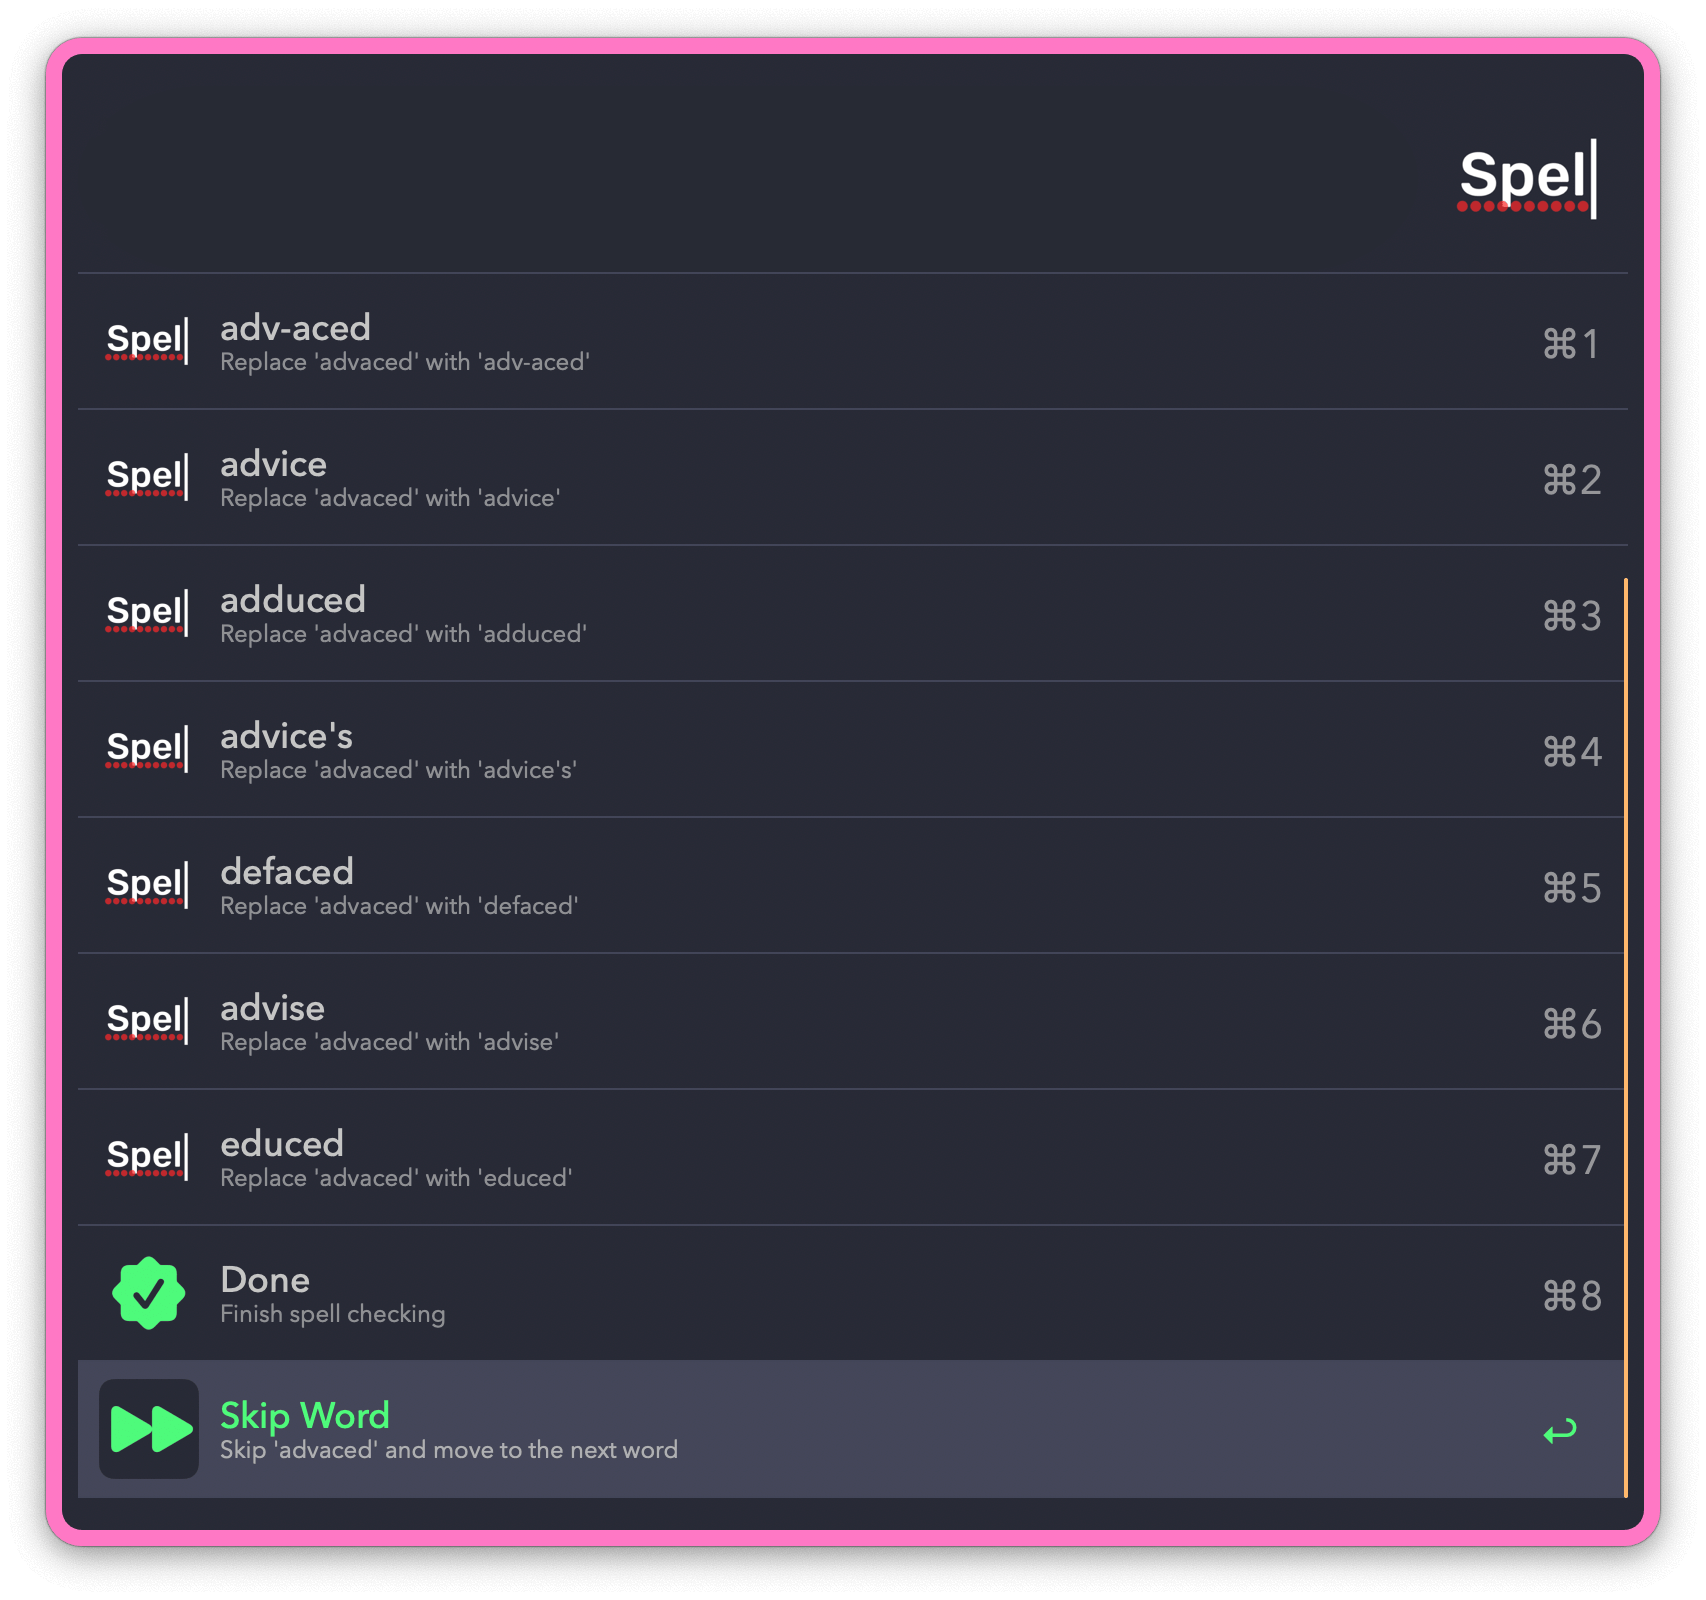 Spel
Spel adv-aced ⌘1
Replace 'advaced' with 'adv-aced'
Spel advice ⌘2
Replace 'advaced' with 'advice'
Spel adduced ⌘3
Replace 'advaced' with 'adduced'
Spel advice's ⌘4
Replace 'advaced' with 'advice's'
Spel defaced ⌘5
Replace 'advaced' with 'defaced'
Spel advise ⌘6
Replace 'advaced' with 'advise'
Spel educed ⌘7
Replace 'advaced' with 'educed'
Done ⌘8
Finish spell checking
Skip Word
Skip 'advaced' and move to the next word